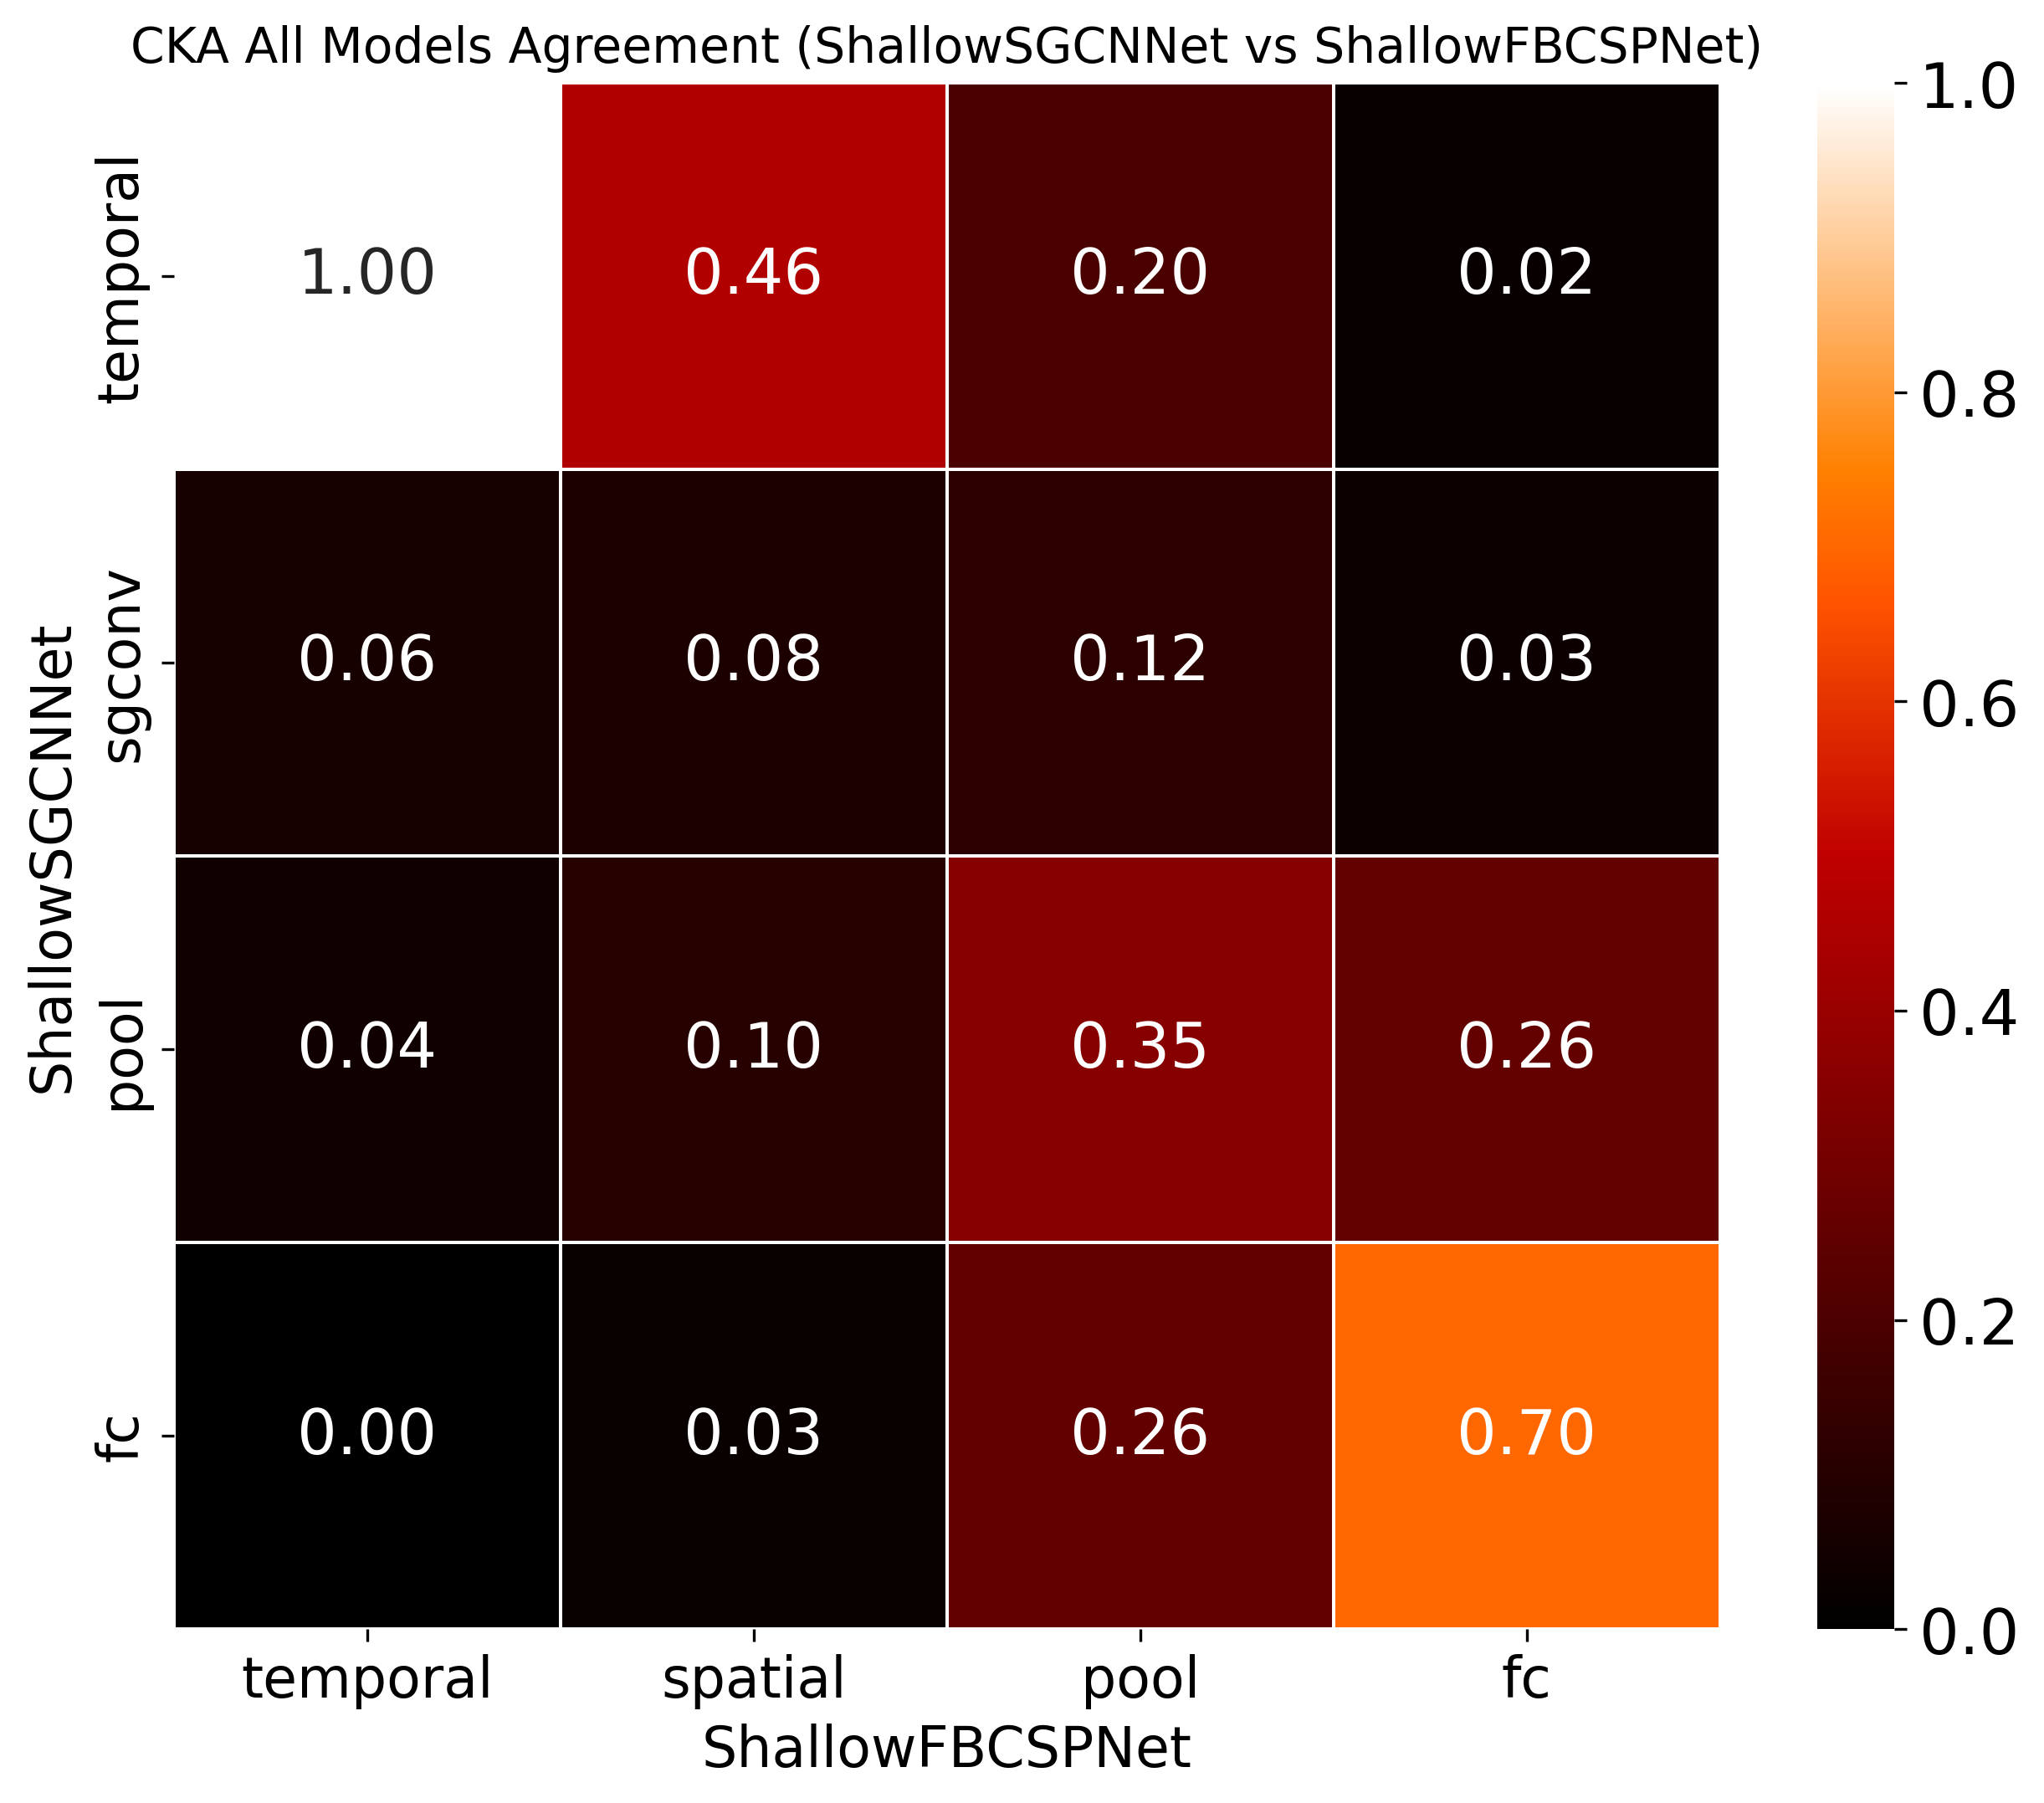 CKA All Models Agreement (ShallowSGCNNet vs ShallowFBCSPNet)
ShallowSGCNNet
temporal
1.00 0.46 0.20 0.02
sgconv
0.06 0.08 0.12 0.03
pool
0.04 0.10 0.35 0.26
fc
0.00 0.03 0.26 0.70
temporal spatial pool fc
ShallowFBCSPNet
1.0
0.8
0.6
0.4
0.2
0.0